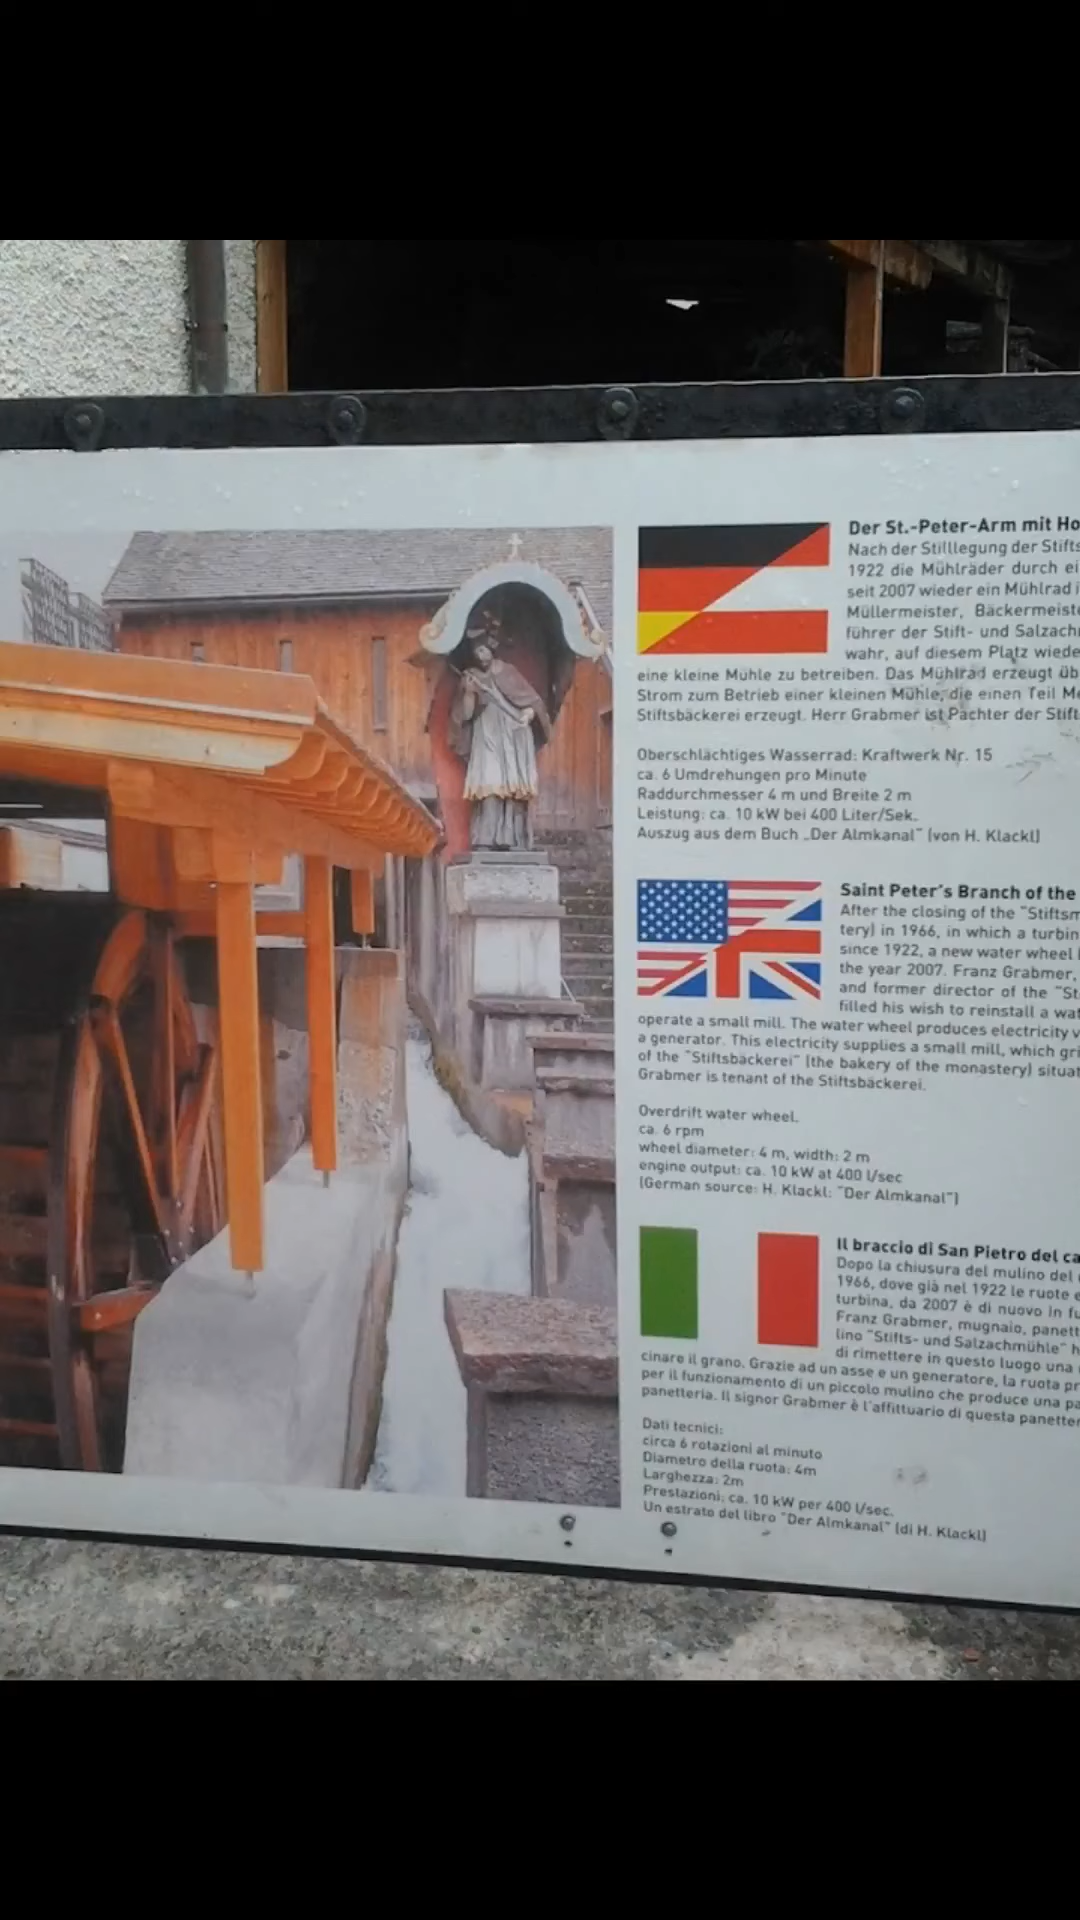 Der St.-Peter-Arm mit Ho
Nach der Stilllegung der Stifts
1922 die Mühlräder durch ei
seit 2007 wieder ein Mühlrad i
Müllermeister, Bäckermeiste
führer der Stift- und Salzach
wahr, auf diesem Platz wiede
eine kleine Mühle zu betreiben. Das Mühlrad erzeugt üb
Strom zum Betrieb einer kleinen Mühle, die einen Teil Me
Stiftsbäckerei erzeugt. Herr Grabmer ist Pächter der Stift
Oberschlächtiges Wasserrad: Kraftwerk Nr. 15
ca. 6 Umdrehungen pro Minute
Raddurchmesser 4 m und Breite 2 m
Leistung: ca. 10 kW bei 400 Liter/Sek.
Auszug aus dem Buch „Der Almkanal" (von H. Klackl)
Saint Peter's Branch of the
After the closing of the "Stiftsm
tery) in 1966, in which a turbin
since 1922, a new water wheel
the year 2007. Franz Grabmer,
and former director of the "St
filled his wish to reinstall a wat
operate a small mill. The water wheel produces electricity v
a generator. This electricity supplies a small mill, which gri
of the "Stiftsbäckerei" (the bakery of the monastery) situat
Grabmer is tenant of the Stiftsbäckerei.
Overdrift water wheel.
ca. 6 rpm
wheel diameter: 4 m, width: 2 m
engine output: ca. 10 kW at 400 l/sec
(German source: H. Klackl: "Der Almkanal")
Il braccio di San Pietro del ca
Dopo la chiusura del mulino del
1966, dove già nel 1922 le ruote e
turbina, da 2007 è di nuovo in fu
Franz Grabmer, mugnaio, panett
lino "Stifts- und Salzachmühle" h
di rimettere in questo luogo una
cinare il grano. Grazie ad un asse e un generatore, la ruota pr
per il funzionamento di un piccolo mulino che produce una pa
panetteria. Il signor Grabmer è l'affittuario di questa panetter
Dati tecnici:
circa 6 rotazioni al minuto
Diametro della ruota: 4m
Larghezza: 2m
Prestazioni: ca. 10 kW per 400 l/sec.
Un estrato del libro "Der Almkanal" (di H. Klackl)